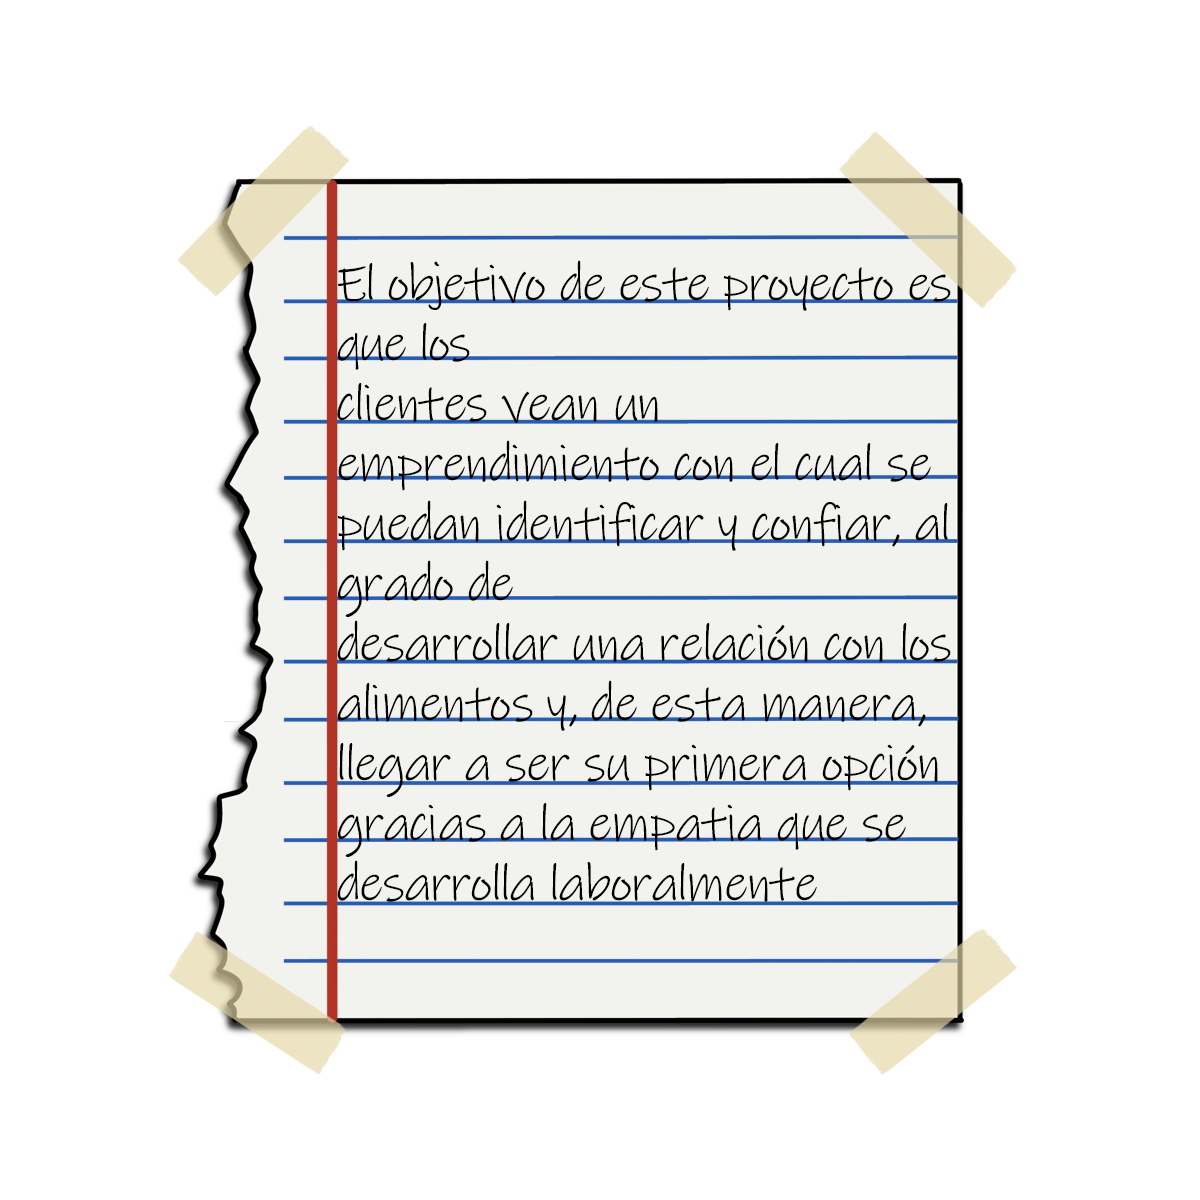 El objetivo de este proyecto es
que los
clientes vean un
emprendimiento con el cual se
puedan identificar y confiar, al
grado de
desarrollar una relación con los
alimentos y, de esta manera,
llegar a ser su primera opción
gracias a la empatia que se
desarrolla laboralmente